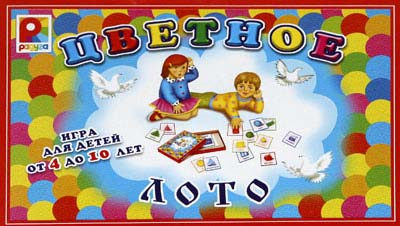 Радуга
ЦВЕТНОЕ
ИГРА
ДЛЯ ДЕТЕЙ
ОТ 4 ДО 10 ЛЕТ
ЛОТО